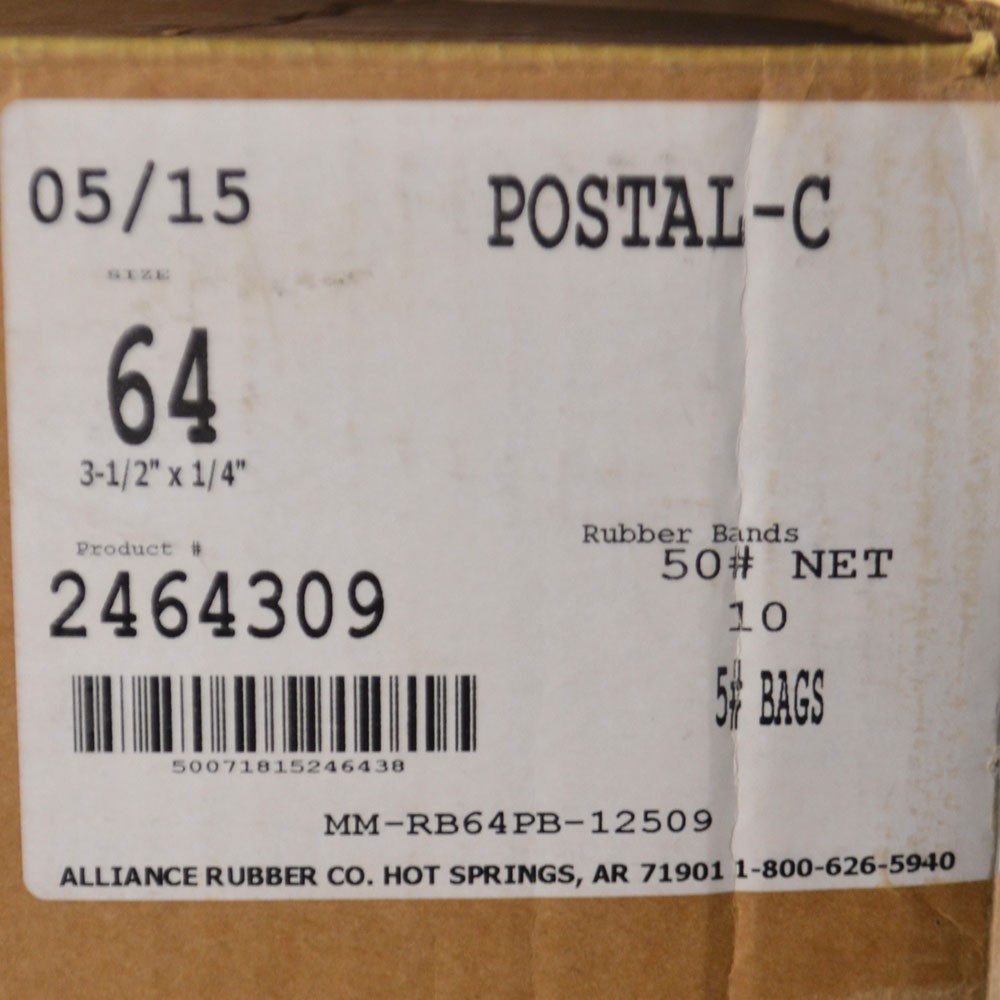 05/15
POSTAL-C
SIZE
64
3-1/2" x 1/4"
Product #
2464309
Rubber Bands
50# NET
10
5# BAGS
50071815246438
MM-RB64PB-12509
ALLIANCE RUBBER CO. HOT SPRINGS, AR 71901 1-800-626-5940